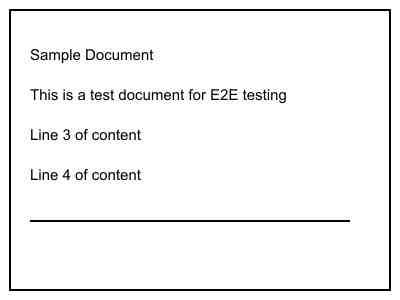 Sample Document
This is a test document for E2E testing
Line 3 of content
Line 4 of content